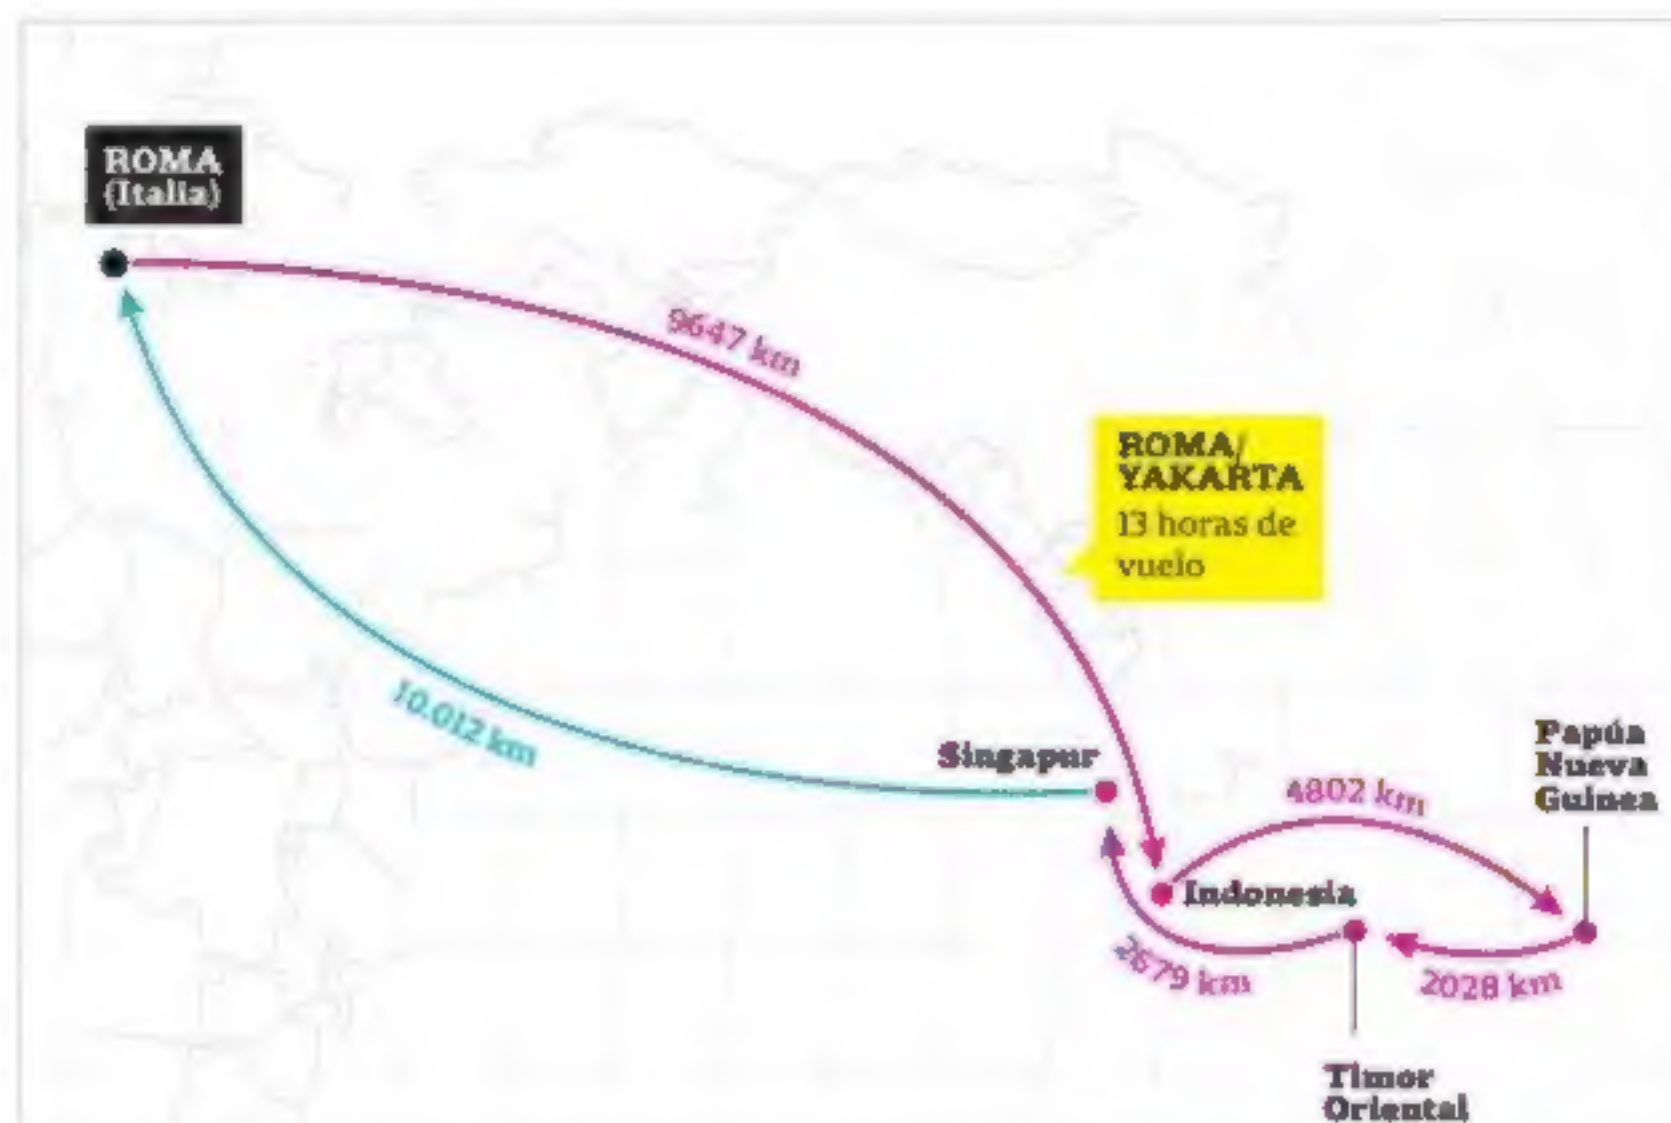 ROMA
(Italia)
9647 km
ROMA/
YAKARTA
13 horas de
vuelo
10.012 km
Singapur
Papúa
Nueva
Guinea
4802 km
Indonesia
2679 km
2028 km
Timor
Oriental